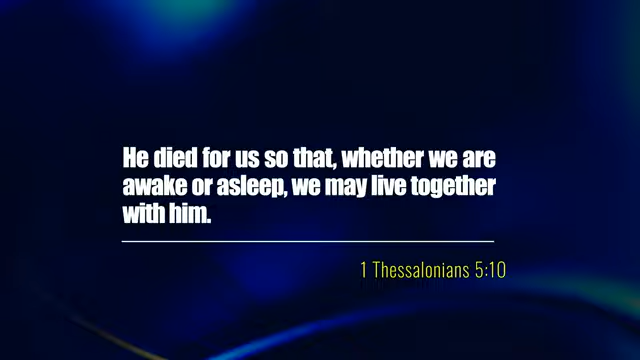 He died for us so that, whether we are
awake or asleep, we may live together
with him.
1 Thessalonians 5:10